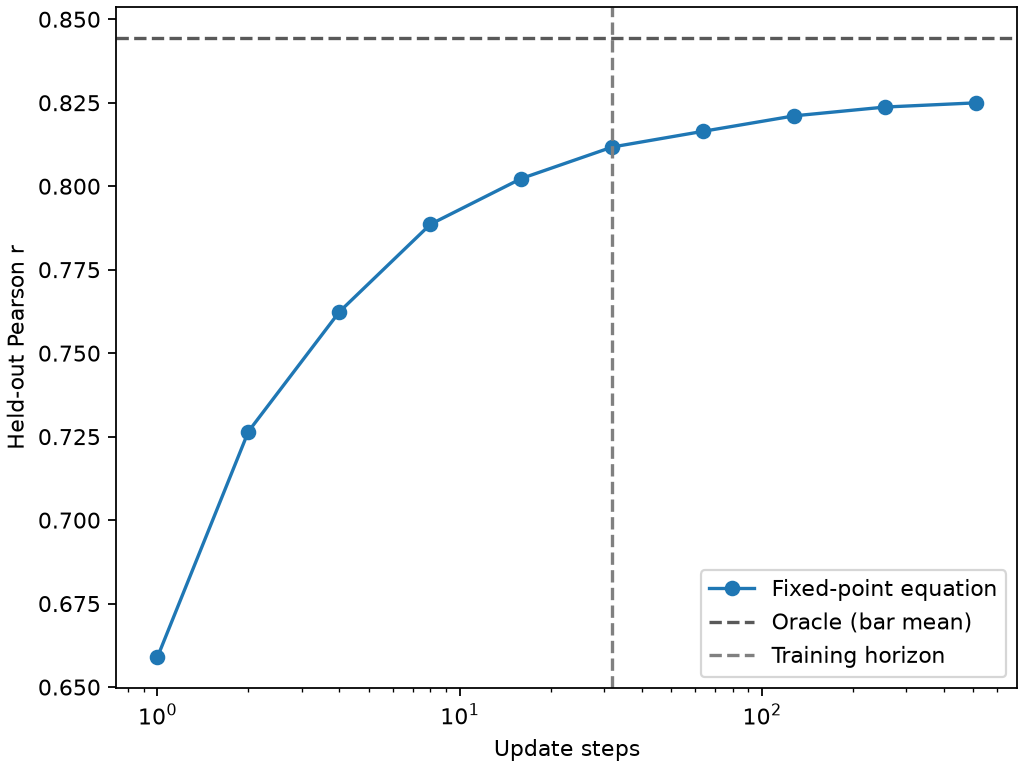 0.850
0.825
0.800
0.775
0.750
0.725
0.700
0.675
0.650
Held-out Pearson r
10⁰
10¹
10²
Update steps
Fixed-point equation
Oracle (bar mean)
Training horizon